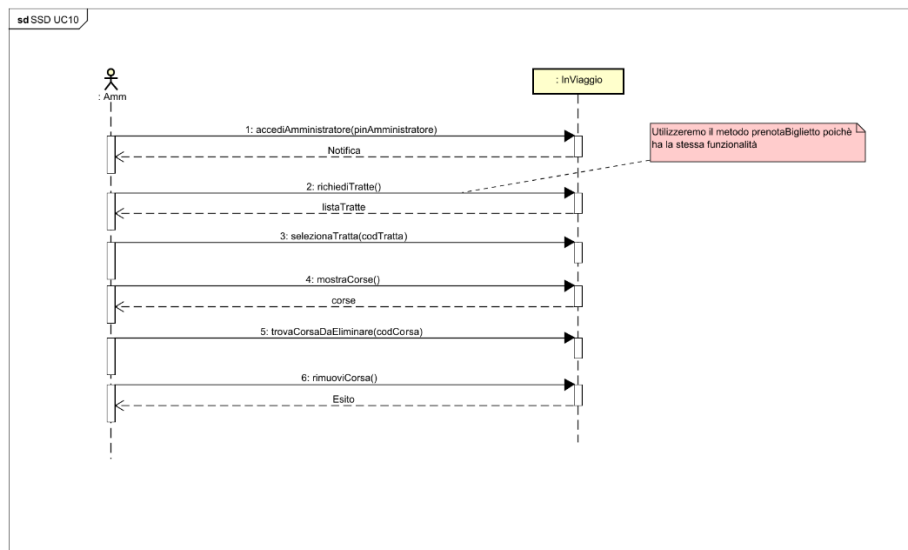 sd SSD UC10
: Amm
: InViaggio
1: accediAmministratore(pinAmministratore)
Notifica
Utilizzeremo il metodo prenotaBiglietto poichè
ha la stessa funzionalità
2: richiediTratte()
listaTratte
3: selezionaTratta(codTratta)
4: mostraCorse()
corse
5: trovaCorsaDaEliminare(codCorsa)
6: rimuoviCorsa()
Esito